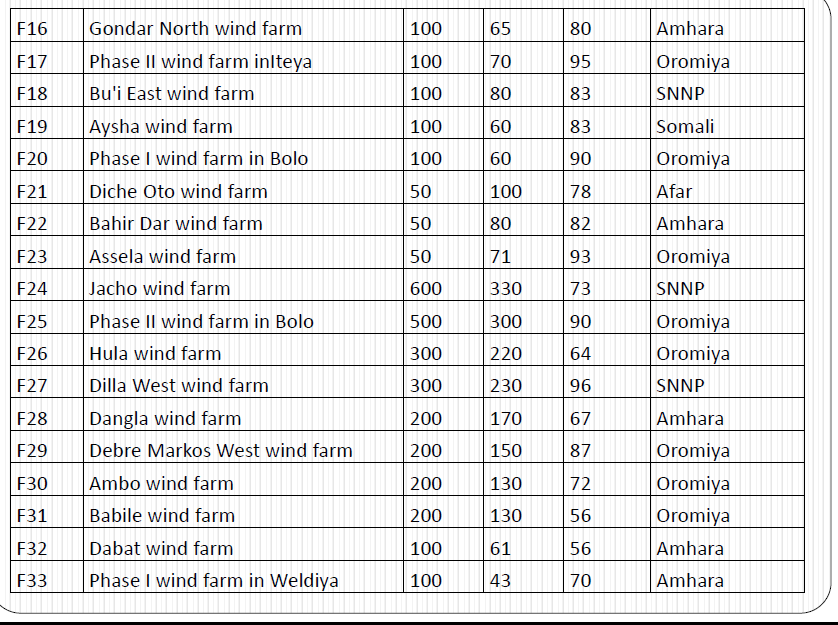 F16 Gondar North wind farm 100 65 80 Amhara
F17 Phase II wind farm inIteya 100 70 95 Oromiya
F18 Bu'i East wind farm 100 80 83 SNNP
F19 Aysha wind farm 100 60 83 Somali
F20 Phase I wind farm in Bolo 100 60 90 Oromiya
F21 Diche Oto wind farm 50 100 78 Afar
F22 Bahir Dar wind farm 50 80 82 Amhara
F23 Assela wind farm 50 71 93 Oromiya
F24 Jacho wind farm 600 330 73 SNNP
F25 Phase II wind farm in Bolo 500 300 90 Oromiya
F26 Hula wind farm 300 220 64 Oromiya
F27 Dilla West wind farm 300 230 96 SNNP
F28 Dangla wind farm 200 170 67 Amhara
F29 Debre Markos West wind farm 200 150 87 Oromiya
F30 Ambo wind farm 200 130 72 Oromiya
F31 Babile wind farm 200 130 56 Oromiya
F32 Dabat wind farm 100 61 56 Amhara
F33 Phase I wind farm in Weldiya 100 43 70 Amhara